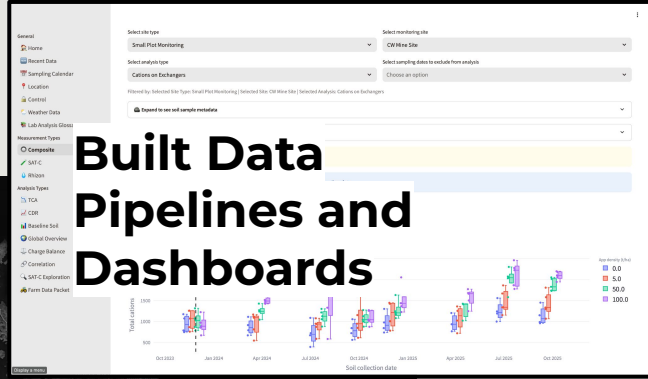 General
Home
Recent Data
Sampling Calendar
Location
Control
Weather Data
Lab Analysis Glossa
Measurement Types
Composite
SAT-C
Rhizon
Analysis Types
TCA
CDR
Baseline Soil
Global Overview
Charge Balance
Correlation
SAT-C Exploration
Farm Data Packet
Display a menu
Select site type
Small Plot Monitoring
Select monitoring site
CW Mine Site
Select analysis type
Cations on Exchangers
Select sampling dates to exclude from analysis
Choose an option
Filtered by: Selected Site Type: Small Plot Monitoring | Selected Site: CW Mine Site | Selected Analysis: Cations on Exchangers
Expand to see soil sample metadata
Built Data
Pipelines and
Dashboards
Total cations
1500
1000
500
Oct 2023
Jan 2024
Apr 2024
Jul 2024
Oct 2024
Jan 2025
Apr 2025
Jul 2025
Oct 2025
Soil collection date
0.0
5.0
50.0
100.0